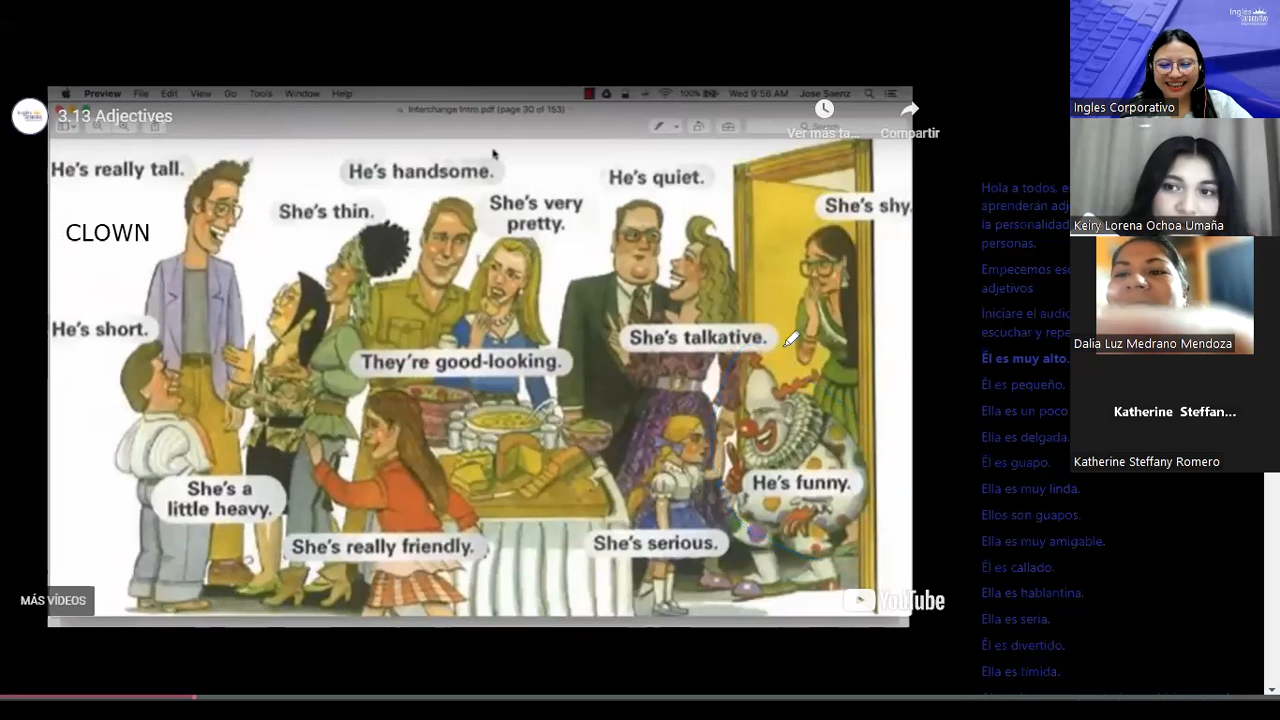 Preview File Edit View Go Tools Window Help
100%
Wed 9:56 AM Jose Saenz
Interchange Intro.pdf (page 30 of 153)
3.13 Adjectives
Ver más ta...
Compartir
He's really tall.
He's handsome.
He's quiet.
She's thin.
She's very
pretty.
She's shy.
CLOWN
He's short.
She's talkative.
They're good-looking.
She's a
little heavy.
He's funny.
She's really friendly.
She's serious.
MÁS VÍDEOS
YouTube
Hola a todos, e
aprenderán adj
la personalidad
personas.
Empecemos es
adjetivos
Iniciare el audio
escuchar y repe
Él es muy alto.
Él es pequeño.
Ella es un poco
Ella es delgada.
Él es guapo.
Ella es muy linda.
Ellos son guapos.
Ella es muy amigable.
Él es callado.
Ella es hablantina.
Ella es seria.
Él es divertido.
Ella es tímida.
Ingles Corporativo
Keiry Lorena Ochoa Umaña
Dalia Luz Medrano Mendoza
Katherine Steffan...
Katherine Steffany Romero